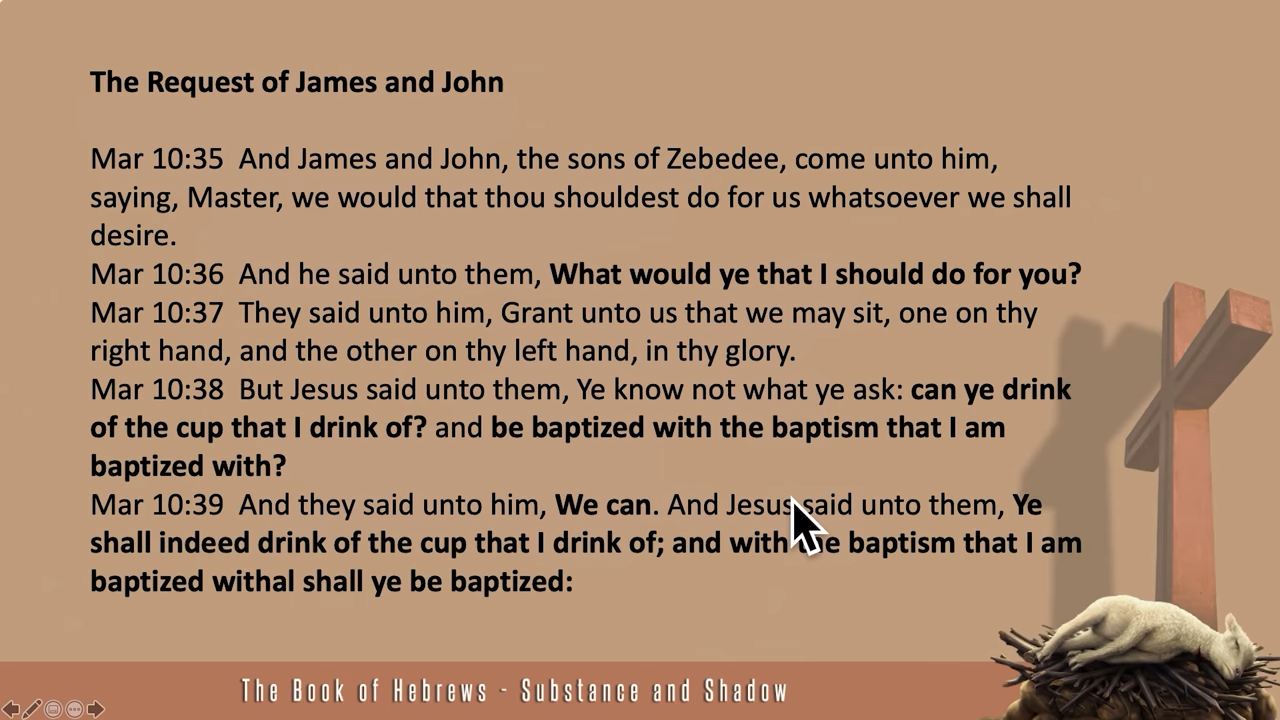 The Request of James and John
Mar 10:35  And James and John, the sons of Zebedee, come unto him,
saying, Master, we would that thou shouldest do for us whatsoever we shall
desire.
Mar 10:36  And he said unto them, What would ye that I should do for you?
Mar 10:37  They said unto him, Grant unto us that we may sit, one on thy
right hand, and the other on thy left hand, in thy glory.
Mar 10:38  But Jesus said unto them, Ye know not what ye ask: can ye drink
of the cup that I drink of? and be baptized with the baptism that I am
baptized with?
Mar 10:39  And they said unto him, We can. And Jesus said unto them, Ye
shall indeed drink of the cup that I drink of; and with the baptism that I am
baptized withal shall ye be baptized:
The Book of Hebrews - Substance and Shadow